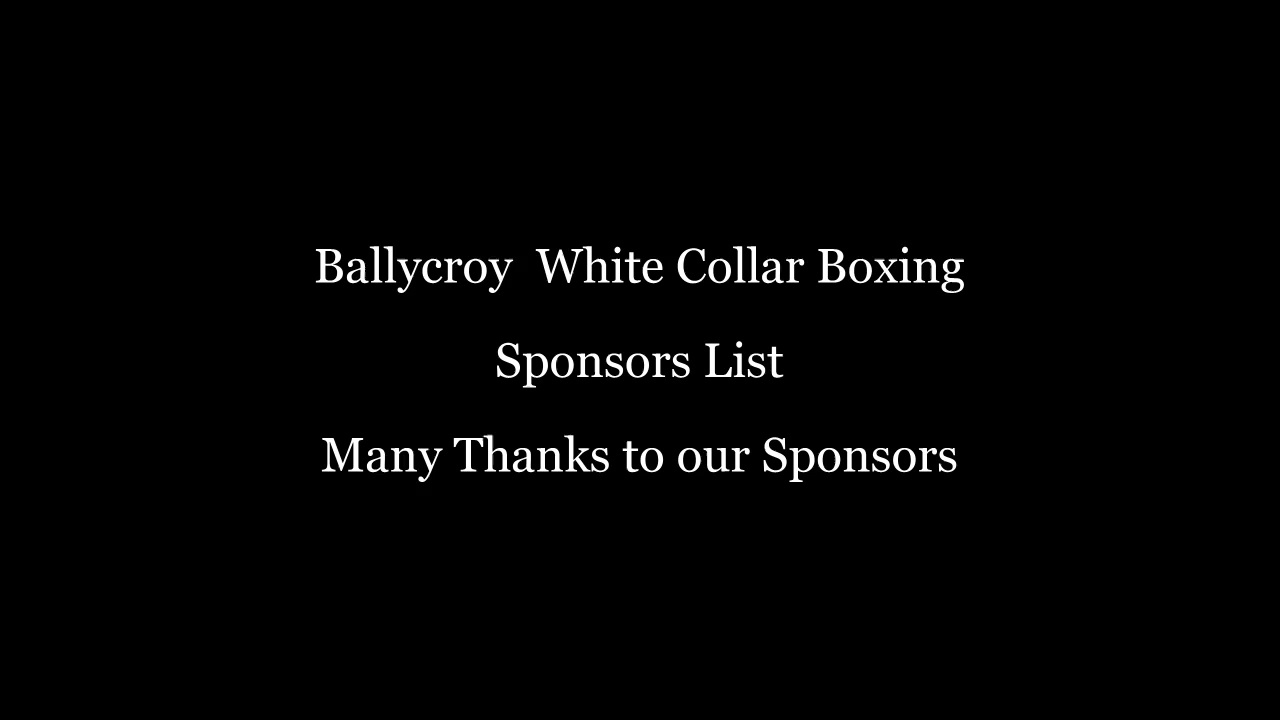 Ballycroy  White Collar Boxing
Sponsors List
Many Thanks to our Sponsors